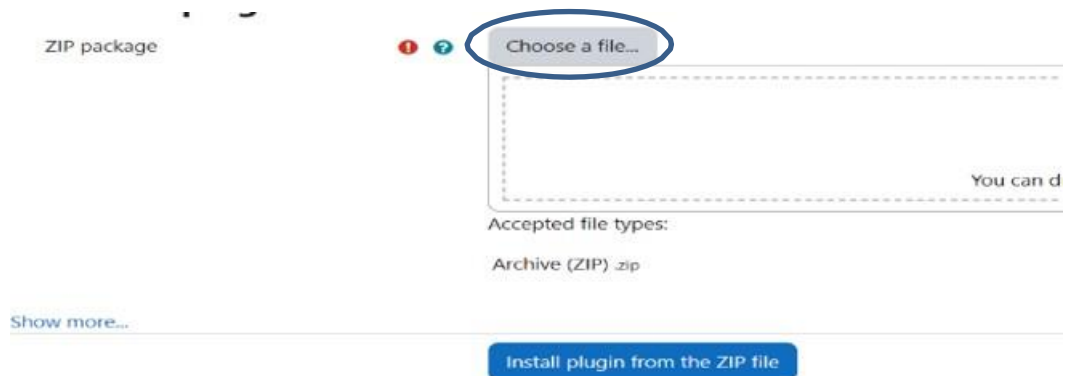 ZIP package
Choose a file...
You can d
Accepted file types:
Archive (ZIP) .zip
Show more...
Install plugin from the ZIP file